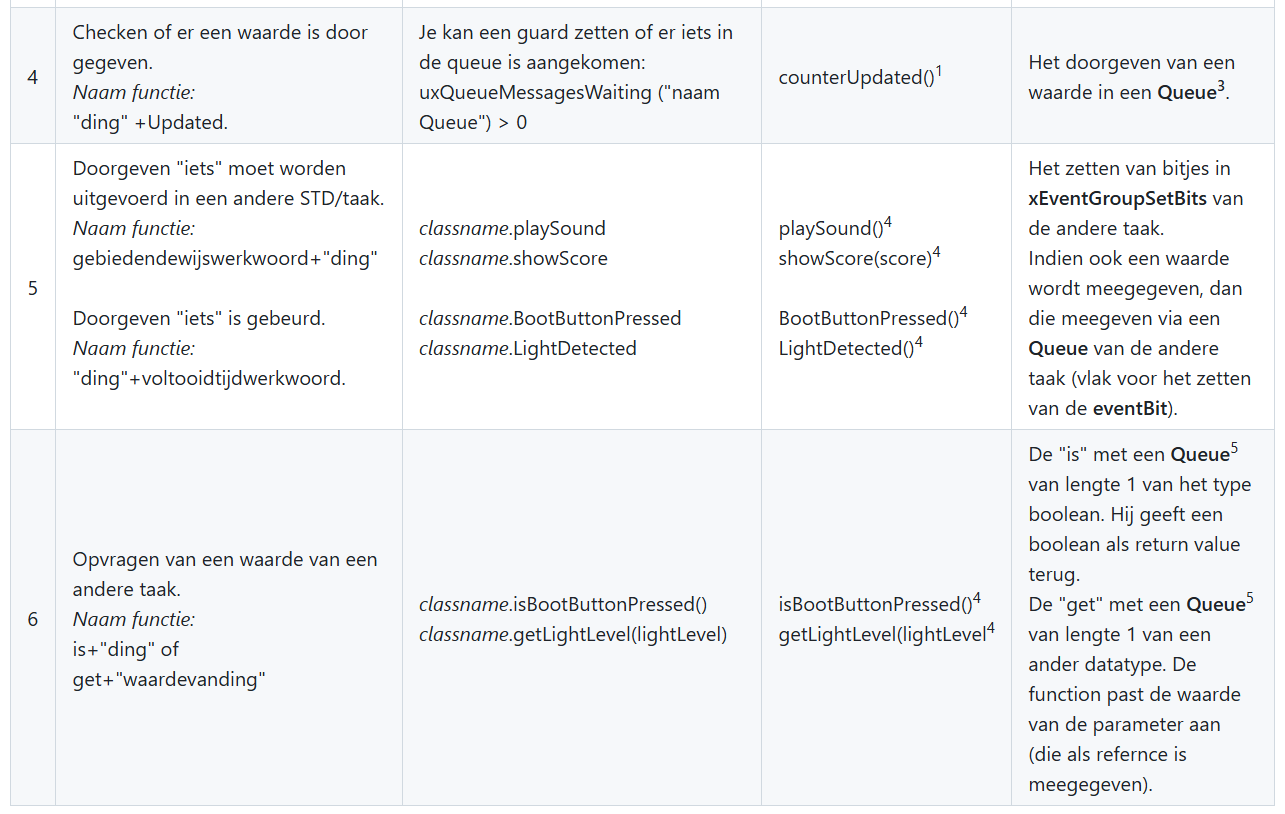 4
Checken of er een waarde is door
gegeven.
Naam functie:
"ding" +Updated.
Je kan een guard zetten of er iets in
de queue is aangekomen:
uxQueueMessagesWaiting ("naam
Queue") > 0
counterUpdated()1
Het doorgeven van een
waarde in een Queue3.
5
Doorgeven "iets" moet worden
uitgevoerd in een andere STD/taak.
Naam functie:
gebiedendewijswerkwoord+"ding"
Doorgeven "iets" is gebeurd.
Naam functie:
"ding"+voltooidtijdwerkwoord.
classname.playSound
classname.showScore
classname.BootButtonPressed
classname.LightDetected
playSound()4
showScore(score)4
BootButtonPressed()4
LightDetected()4
Het zetten van bitjes in
xEventGroupSetBits van
de andere taak.
Indien ook een waarde
wordt meegegeven, dan
die meegeven via een
Queue van de andere
taak (vlak voor het zetten
van de eventBit).
6
Opvragen van een waarde van een
andere taak.
Naam functie:
is+"ding" of
get+"waardevanding"
classname.isBootButtonPressed()
classname.getLightLevel(lightLevel)
isBootButtonPressed()4
getLightLevel(lightLevel4
De "is" met een Queue5
van lengte 1 van het type
boolean. Hij geeft een
boolean als return value
terug.
De "get" met een Queue5
van lengte 1 van een
ander datatype. De
function past de waarde
van de parameter aan
(die als refernce is
meegegeven).